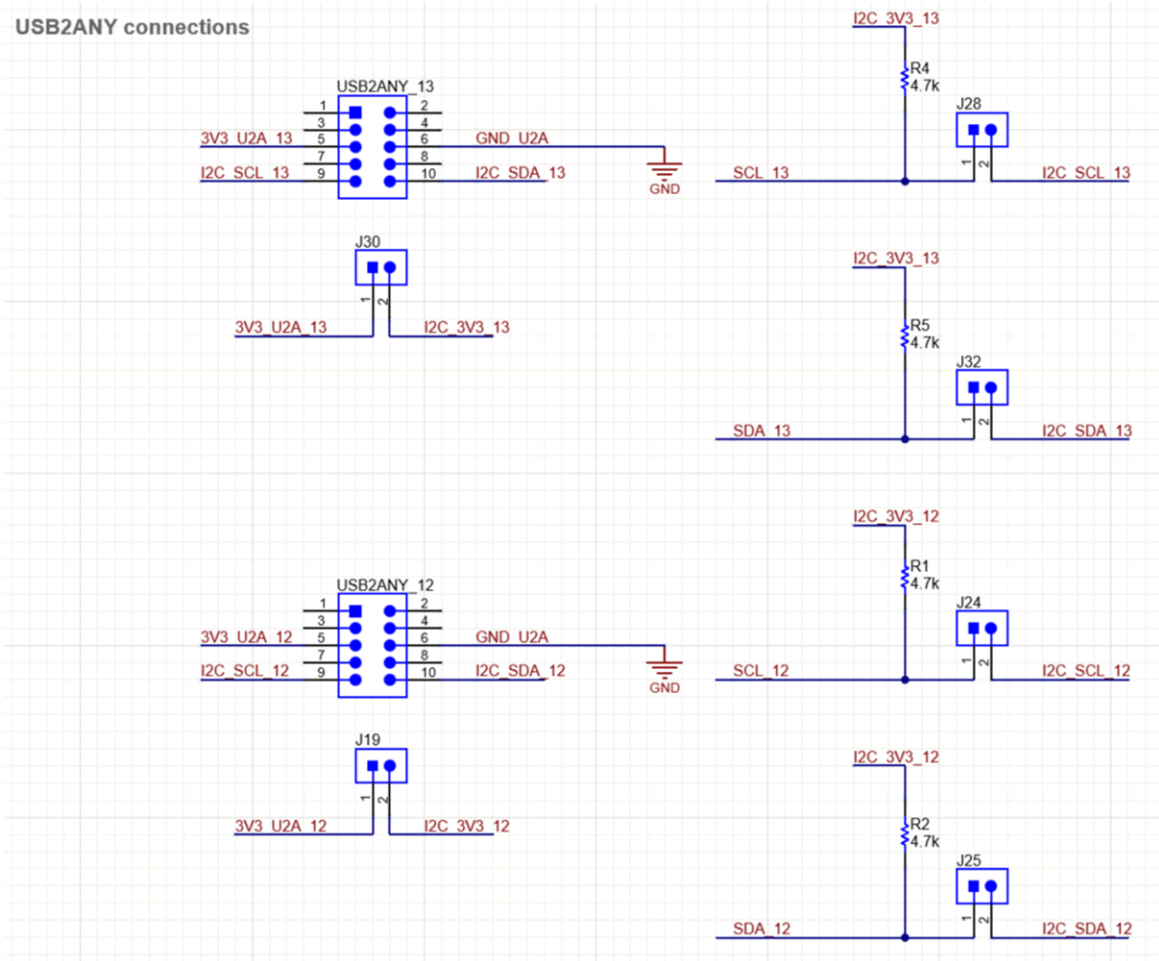 USB2ANY connections
I2C_3V3_13
R4
4.7k
USB2ANY_13
1 2
3 4
3V3_U2A_13 5 6 GND_U2A
7 8
I2C_SCL_13 9 10 I2C_SDA_13
GND
J28
1 2
SCL_13 I2C_SCL_13
J30
1 2
3V3_U2A_13 I2C_3V3_13
I2C_3V3_13
R5
4.7k
J32
1 2
SDA_13 I2C_SDA_13
I2C_3V3_12
R1
4.7k
USB2ANY_12
1 2
3 4
3V3_U2A_12 5 6 GND_U2A
7 8
I2C_SCL_12 9 10 I2C_SDA_12
GND
J24
1 2
SCL_12 I2C_SCL_12
J19
1 2
3V3_U2A_12 I2C_3V3_12
I2C_3V3_12
R2
4.7k
J25
1 2
SDA_12 I2C_SDA_12